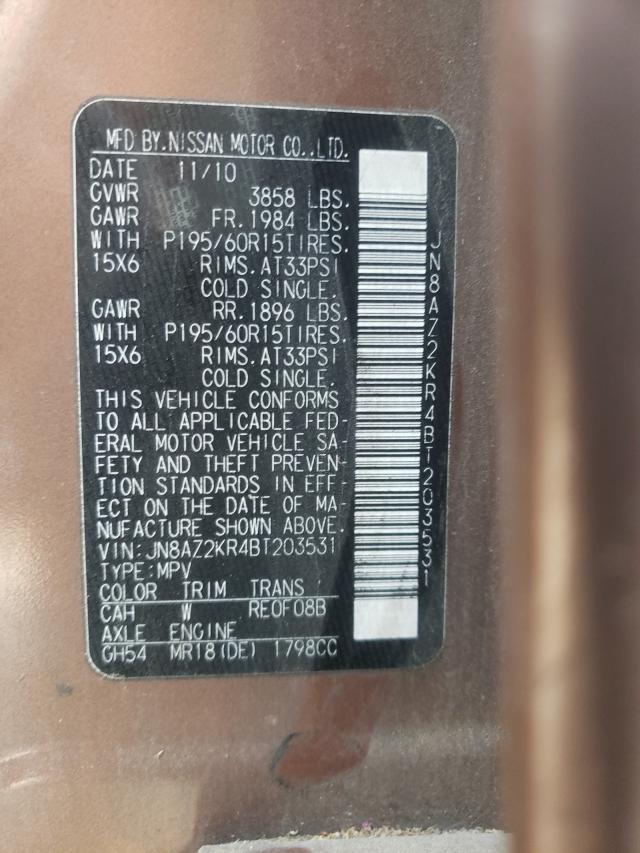 MFD BY.NISSAN MOTOR CO.,LTD.
DATE 11/10
GVWR 3858 LBS.
GAWR FR.1984 LBS.
WITH P195/60R15TIRES.
15X6 RIMS.AT33PSI
COLD SINGLE.
GAWR RR.1896 LBS.
WITH P195/60R15TIRES.
15X6 RIMS.AT33PSI
COLD SINGLE.
THIS VEHICLE CONFORMS
TO ALL APPLICABLE FED-
ERAL MOTOR VEHICLE SA-
FETY AND THEFT PREVEN-
TION STANDARDS IN EFF-
ECT ON THE DATE OF MA-
NUFACTURE SHOWN ABOVE.
VIN:JN8AZ2KR4BT203531
TYPE:MPV
COLOR TRIM TRANS
CAH W RE0F08B
AXLE ENGINE
GH54 MR18(DE) 1798CC
JN8AZ2KR4BT203531